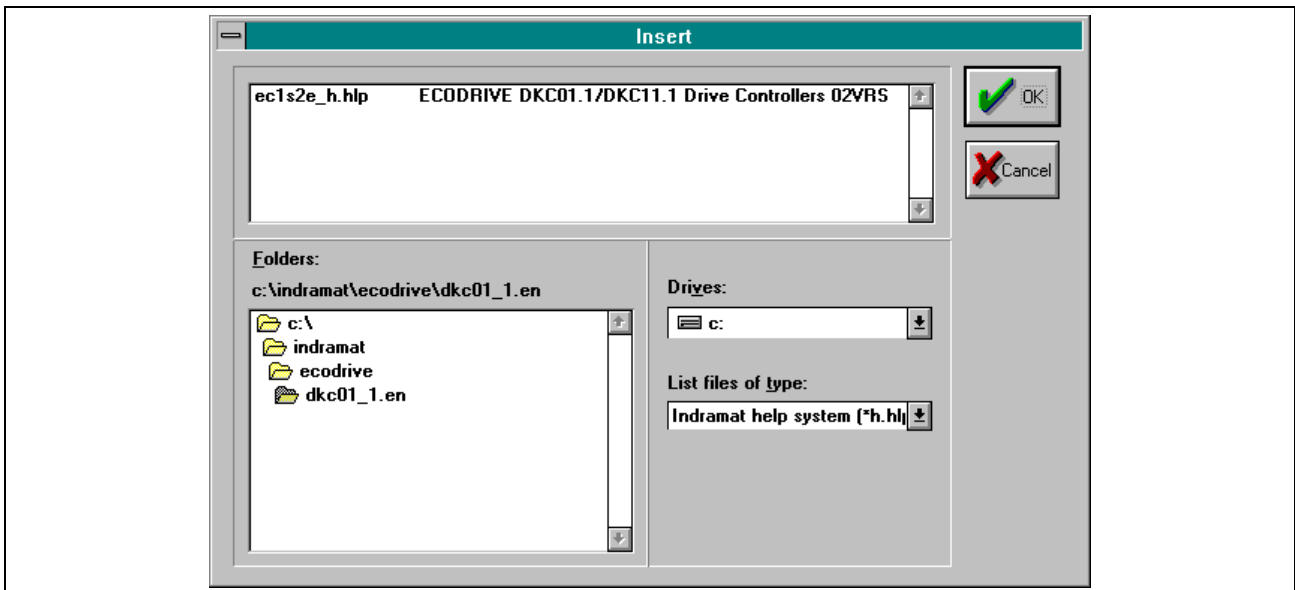 Insert
ec1s2e_h.hlp ECODRIVE DKC01.1/DKC11.1 Drive Controllers 02VRS
OK
Cancel
Folders:
c:\indramat\ecodrive\dkc01_1.en
c:\
indramat
ecodrive
dkc01_1.en
Drives:
c:
List files of type:
Indramat help system (*h.hlp